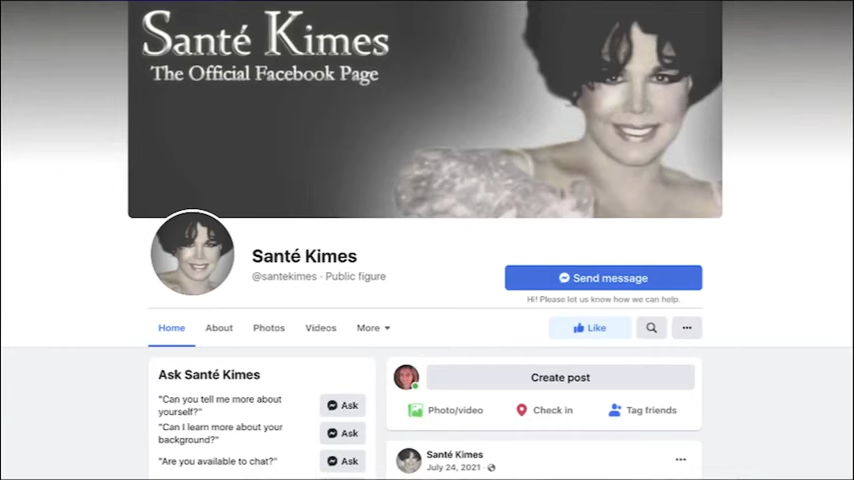 Santé Kimes
The Official Facebook Page
Santé Kimes
@santekimes · Public figure
Send message
Hi! Please let us know how we can help.
Home About Photos Videos More
Like
Ask Santé Kimes
"Can you tell me more about
yourself?"
Ask
"Can I learn more about your
background?"
Ask
"Are you available to chat?"
Ask
Create post
Photo/video Check in Tag friends
Santé Kimes
July 24, 2021 ·